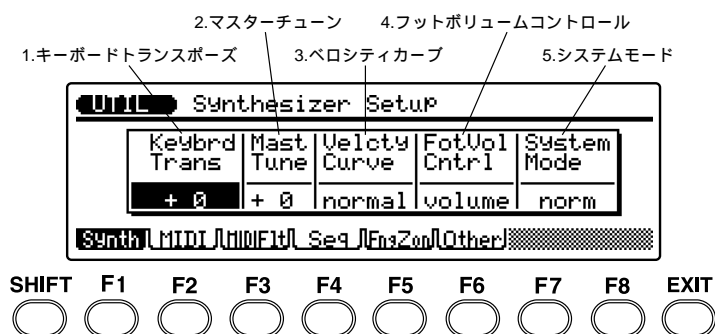 2.マスターチューン 4.フットボリュームコントロール
1.キーボードトランスポーズ 3.ベロシティカーブ 5.システムモード
UTIL Synthesizer Setup
Keybrd Mast Velcty FotVol System
Trans Tune Curve Cntrl Mode
+ 0 + 0 normal volume norm
Synth MIDI MIDIFlt Seq FngZon Other
SHIFT F1 F2 F3 F4 F5 F6 F7 F8 EXIT